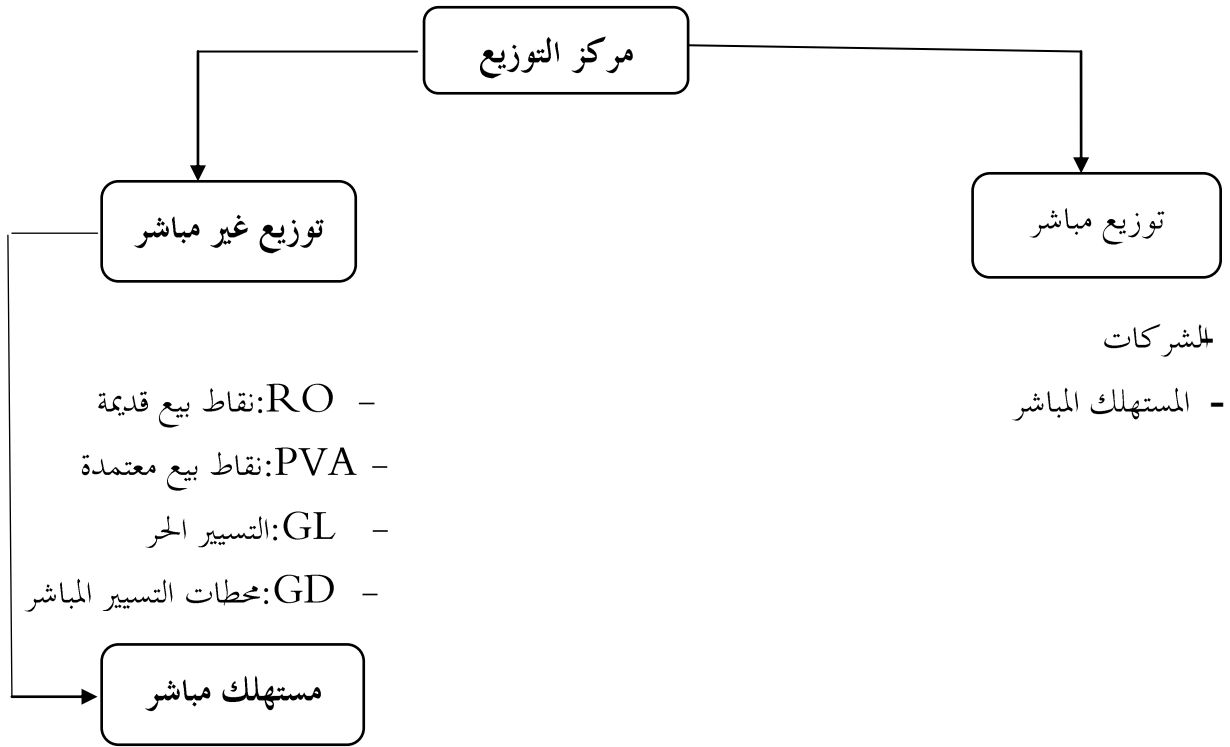 مركز التوزيع
توزيع مباشر
- الشركات
- المستهلك المباشر
توزيع غير مباشر
- RO:نقاط بيع قديمة
- PVA:نقاط بيع معتمدة
- GL:التسيير الحر
- GD:محطات التسيير المباشر
مستهلك مباشر